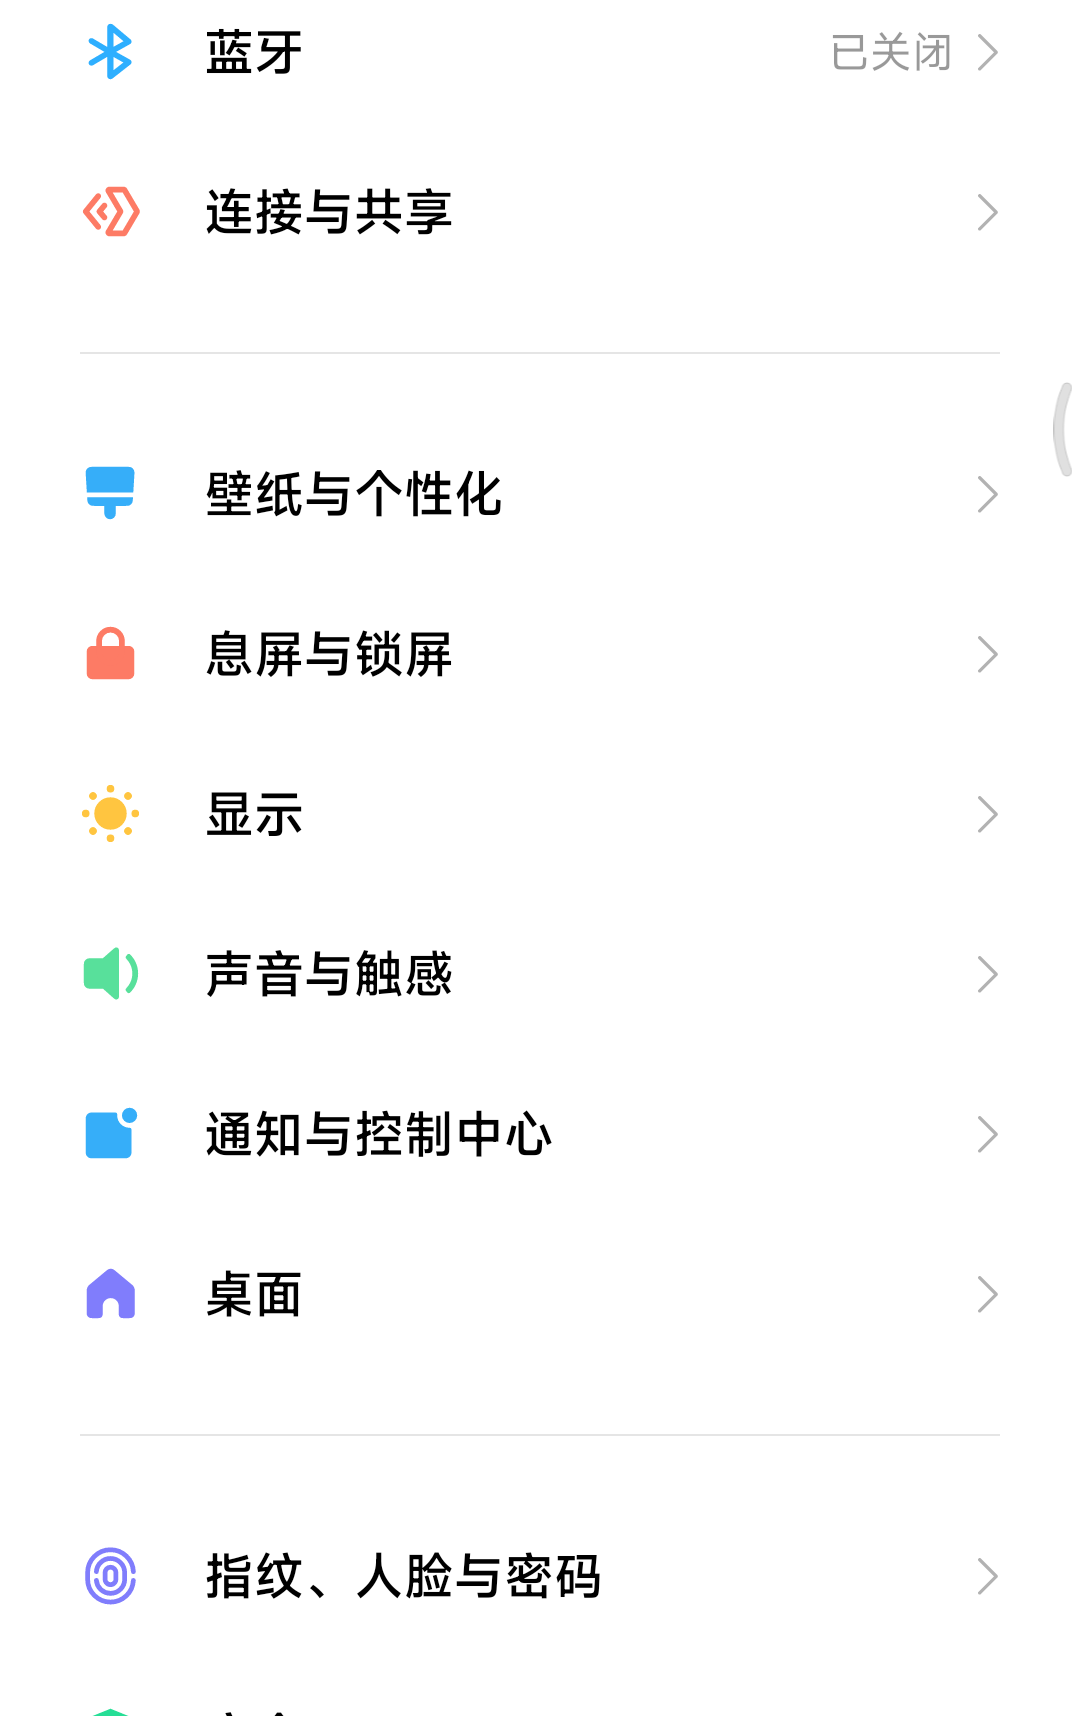 蓝牙 已关闭
连接与共享
壁纸与个性化
息屏与锁屏
显示
声音与触感
通知与控制中心
桌面
指纹、人脸与密码